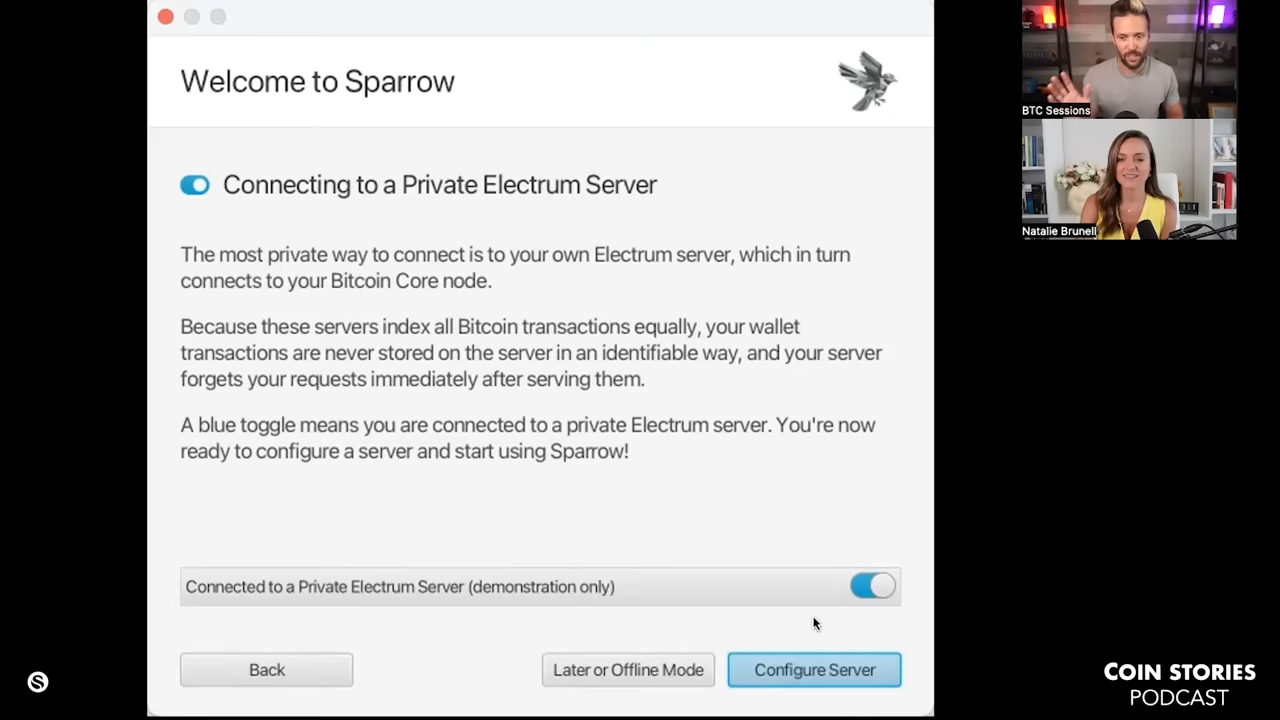 Welcome to Sparrow
Connecting to a Private Electrum Server
The most private way to connect is to your own Electrum server, which in turn
connects to your Bitcoin Core node.
Because these servers index all Bitcoin transactions equally, your wallet
transactions are never stored on the server in an identifiable way, and your server
forgets your requests immediately after serving them.
A blue toggle means you are connected to a private Electrum server. You're now
ready to configure a server and start using Sparrow!
Connected to a Private Electrum Server (demonstration only)
Back
Later or Offline Mode
Configure Server
BTC Sessions
Natalie Brunell
COIN STORIES
PODCAST